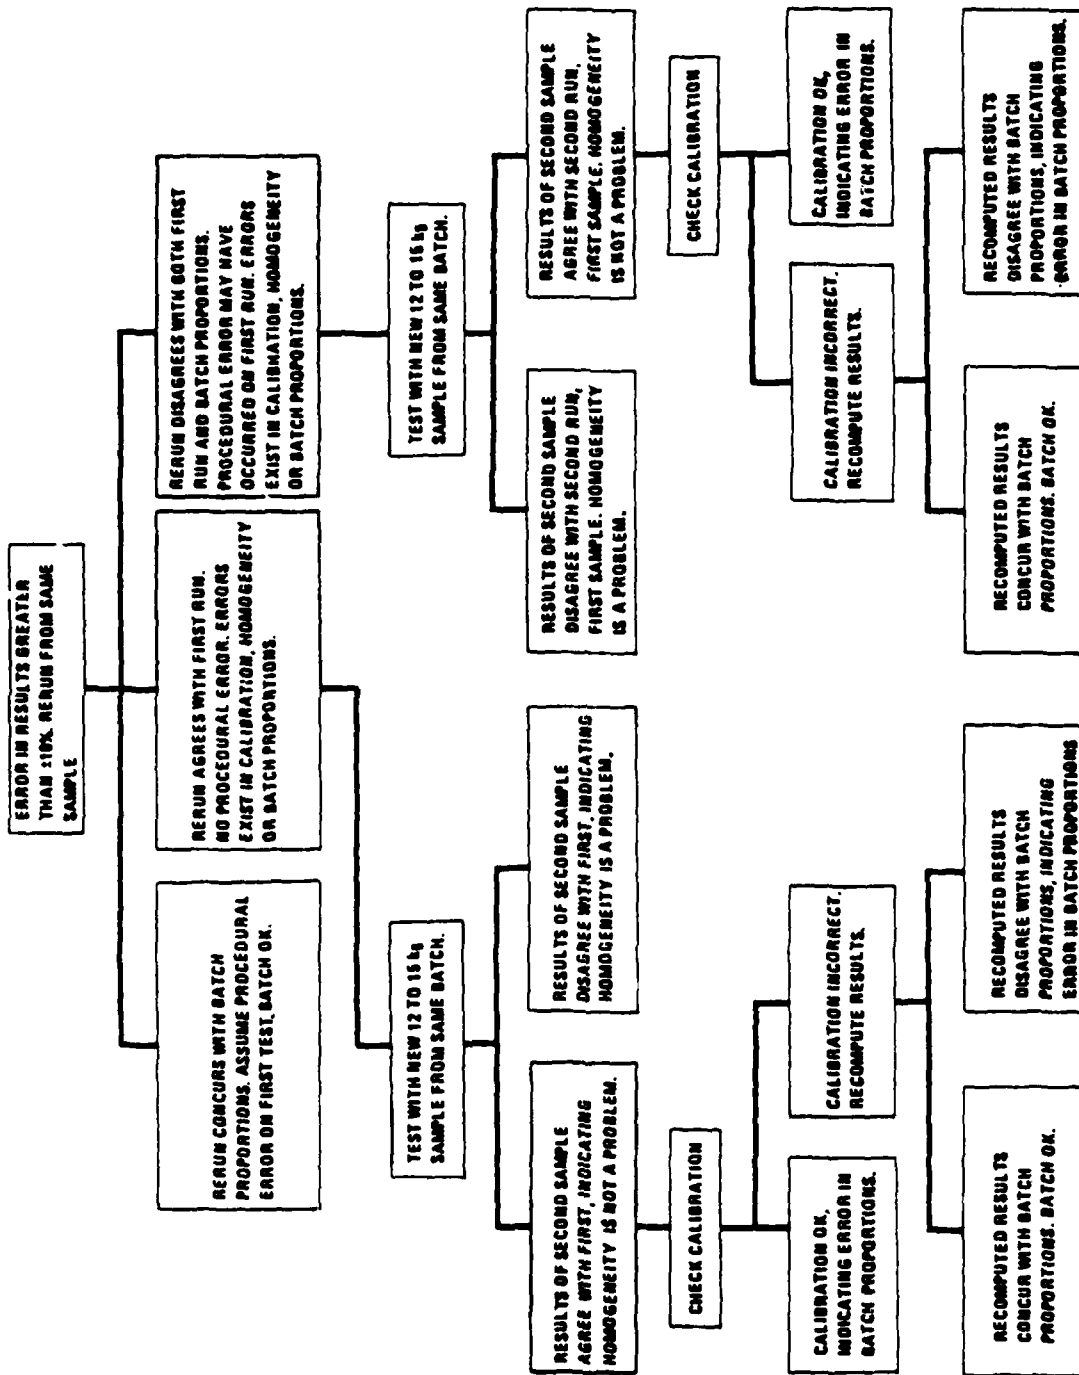 ERROR IN RESULTS GREATER
THAN ±10%. RERUN FROM SAME
SAMPLE
RERUN CONCURS WITH BATCH
PROPORTIONS. ASSUME PROCEDURAL
ERROR ON FIRST TEST, BATCH OK.
RERUN AGREES WITH FIRST RUN.
NO PROCEDURAL ERROR. ERRORS
EXIST IN CALIBRATION, HOMOGENEITY
OR BATCH PROPORTIONS.
RERUN DISAGREES WITH BOTH FIRST
RUN AND BATCH PROPORTIONS.
PROCEDURAL ERROR MAY HAVE
OCCURRED ON FIRST RUN. ERRORS
EXIST IN CALIBRATION, HOMOGENEITY
OR BATCH PROPORTIONS.
TEST WITH NEW 12 TO 15 kg
SAMPLE FROM SAME BATCH.
TEST WITH NEW 12 TO 15 kg
SAMPLE FROM SAME BATCH.
RESULTS OF SECOND SAMPLE
AGREE WITH FIRST, INDICATING
HOMOGENEITY IS NOT A PROBLEM.
RESULTS OF SECOND SAMPLE
DISAGREE WITH FIRST, INDICATING
HOMOGENEITY IS A PROBLEM.
RESULTS OF SECOND SAMPLE
DISAGREE WITH SECOND RUN,
FIRST SAMPLE. HOMOGENEITY
IS A PROBLEM.
RESULTS OF SECOND SAMPLE
AGREE WITH SECOND RUN,
FIRST SAMPLE. HOMOGENEITY
IS NOT A PROBLEM.
CHECK CALIBRATION
CHECK CALIBRATION
CALIBRATION OK,
INDICATING ERROR IN
BATCH PROPORTIONS.
CALIBRATION INCORRECT.
RECOMPUTE RESULTS.
CALIBRATION INCORRECT.
RECOMPUTE RESULTS.
CALIBRATION OK,
INDICATING ERROR IN
BATCH PROPORTIONS.
RECOMPUTED RESULTS
CONCUR WITH BATCH
PROPORTIONS. BATCH OK.
RECOMPUTED RESULTS
DISAGREE WITH BATCH
PROPORTIONS, INDICATING
ERROR IN BATCH PROPORTIONS
RECOMPUTED RESULTS
CONCUR WITH BATCH
PROPORTIONS. BATCH OK.
RECOMPUTED RESULTS
DISAGREE WITH BATCH
PROPORTIONS, INDICATING
ERROR IN BATCH PROPORTIONS.